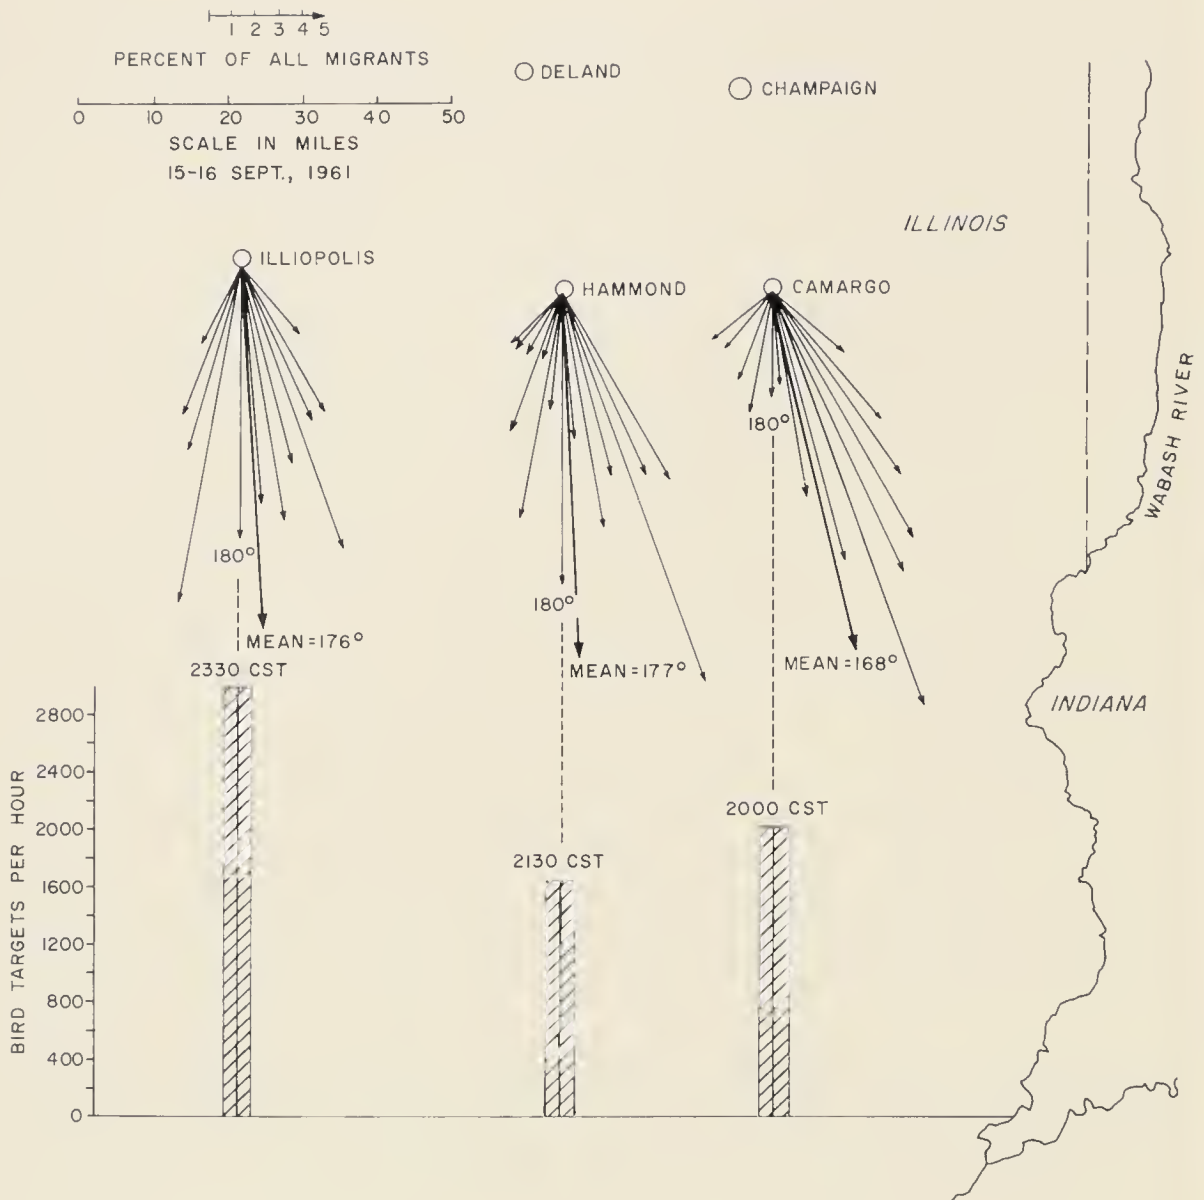 1 2 3 4 5
PERCENT OF ALL MIGRANTS
DELAND
CHAMPAIGN
0 10 20 30 40 50
SCALE IN MILES
15-16 SEPT., 1961
ILLINOIS
ILLIOPOLIS
HAMMOND
CAMARGO
WABASH RIVER
180°
180°
180°
MEAN=176°
MEAN=177°
MEAN=168°
2330 CST
INDIANA
2130 CST
2000 CST
BIRD TARGETS PER HOUR
2800
2400
2000
1600
1200
800
400
0